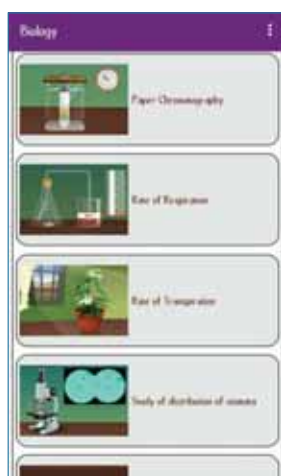 Biology
Paper Chromatography
Rate of Respiration
Rate of Transpiration
Study of distribution of stomata